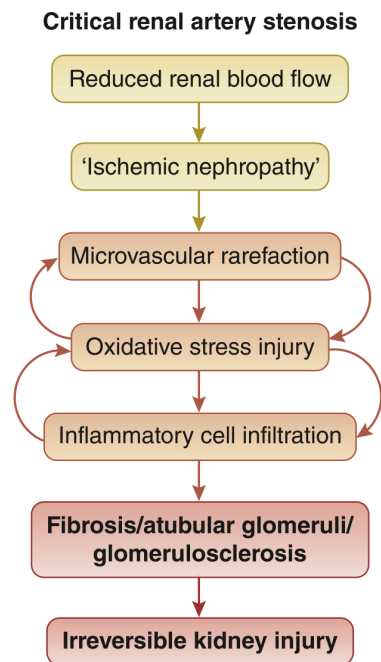 Critical renal artery stenosis
Reduced renal blood flow
‘Ischemic nephropathy’
Microvascular rarefaction
Oxidative stress injury
Inflammatory cell infiltration
Fibrosis/atubular glomeruli/
glomerulosclerosis
Irreversible kidney injury